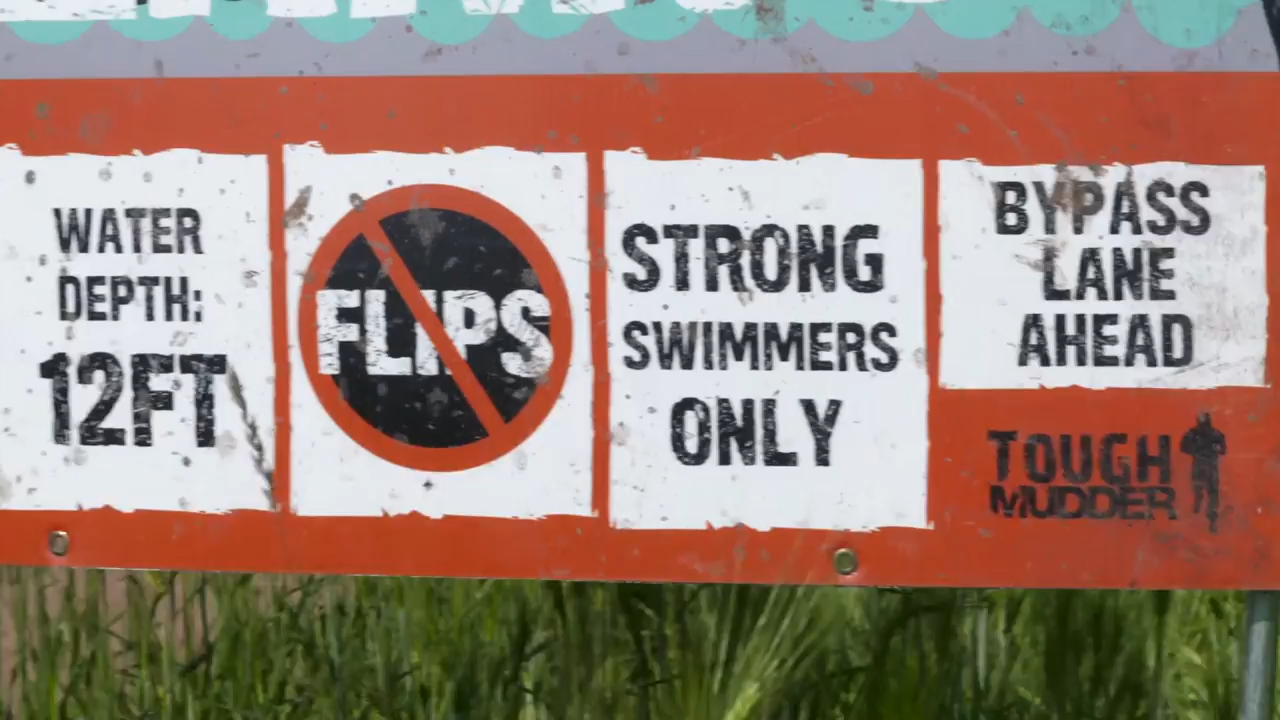 WATER
DEPTH:
12FT
FLIPS
STRONG
SWIMMERS
ONLY
BYPASS
LANE
AHEAD
TOUGH
MUDDER